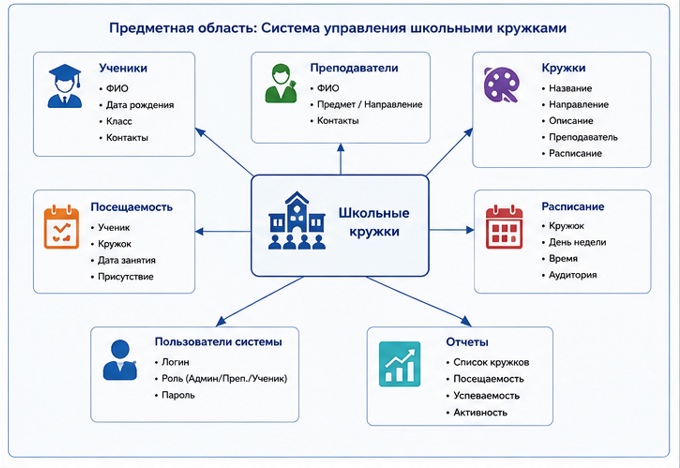 Предметная область: Система управления школьными кружками
Ученики
• ФИО
• Дата рождения
• Класс
• Контакты
Преподаватели
• ФИО
• Предмет / Направление
• Контакты
Кружки
• Название
• Направление
• Описание
• Преподаватель
• Расписание
Посещаемость
• Ученик
• Кружок
• Дата занятия
• Присутствие
Школьные
кружки
Расписание
• Кружюк
• День недели
• Время
• Аудитория
Пользователи системы
• Логин
• Роль (Админ/Преп./Ученик)
• Пароль
Отчеты
• Список кружков
• Посещаемость
• Успеваемость
• Активность